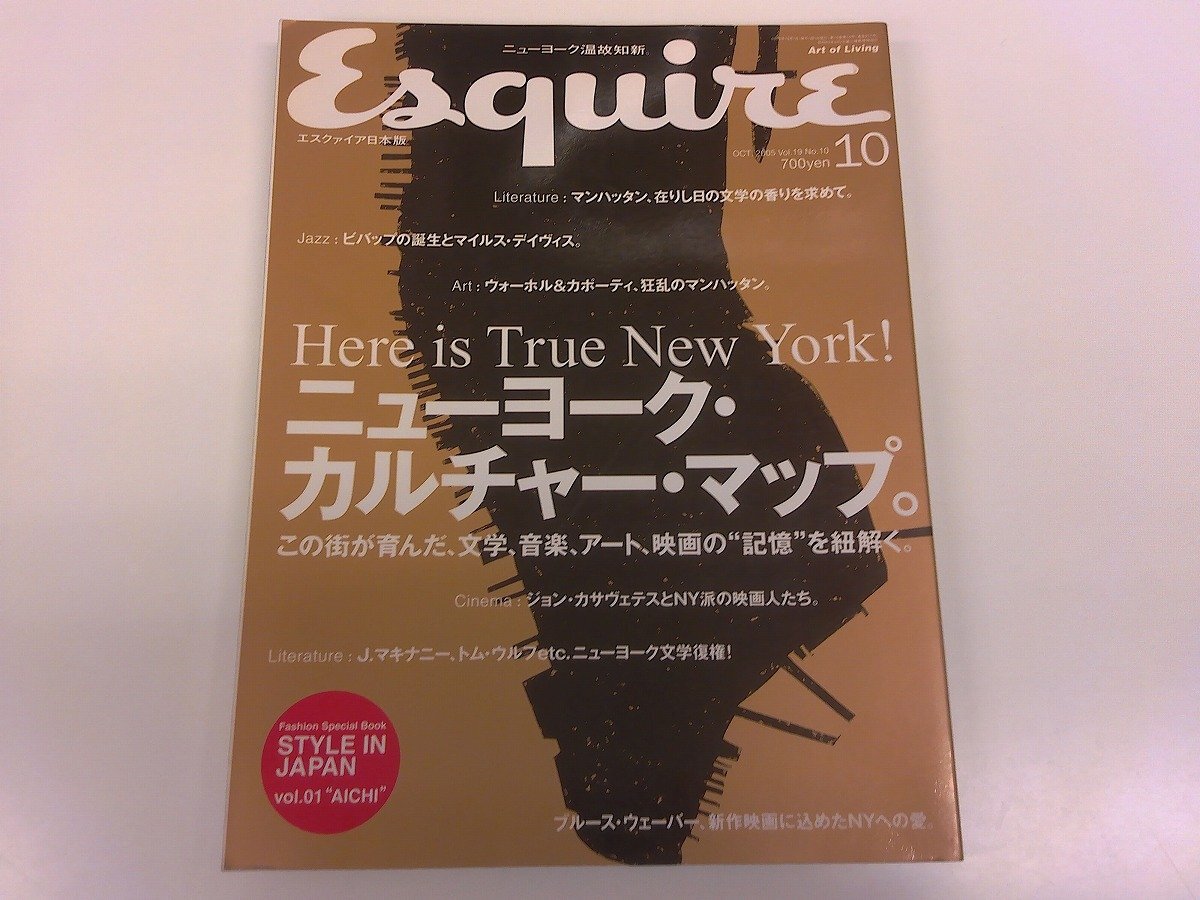 ニューヨーク温故知新。
Art of Living
Esquire
エスクァイア日本版
OCT. 2005 Vol.19 No.10
700yen 10
Literature : マンハッタン、在りし日の文学の香りを求めて。
Jazz : ビバップの誕生とマイルス・デイヴィス。
Art : ウォーホル&カポーティ、狂乱のマンハッタン。
Here is True New York!
ニューヨーク・
カルチャー・マップ。
この街が育んだ、文学、音楽、アート、映画の“記憶”を紐解く。
Cinema : ジョン・カサヴェテスとNY派の映画人たち。
Literature : J.マキナニー、トム・ウルフetc.ニューヨーク文学復権!
Fashion Special Book
STYLE IN
JAPAN
vol.01 “AICHI”
ブルース・ウェーバー、新作映画に込めたNYへの愛。